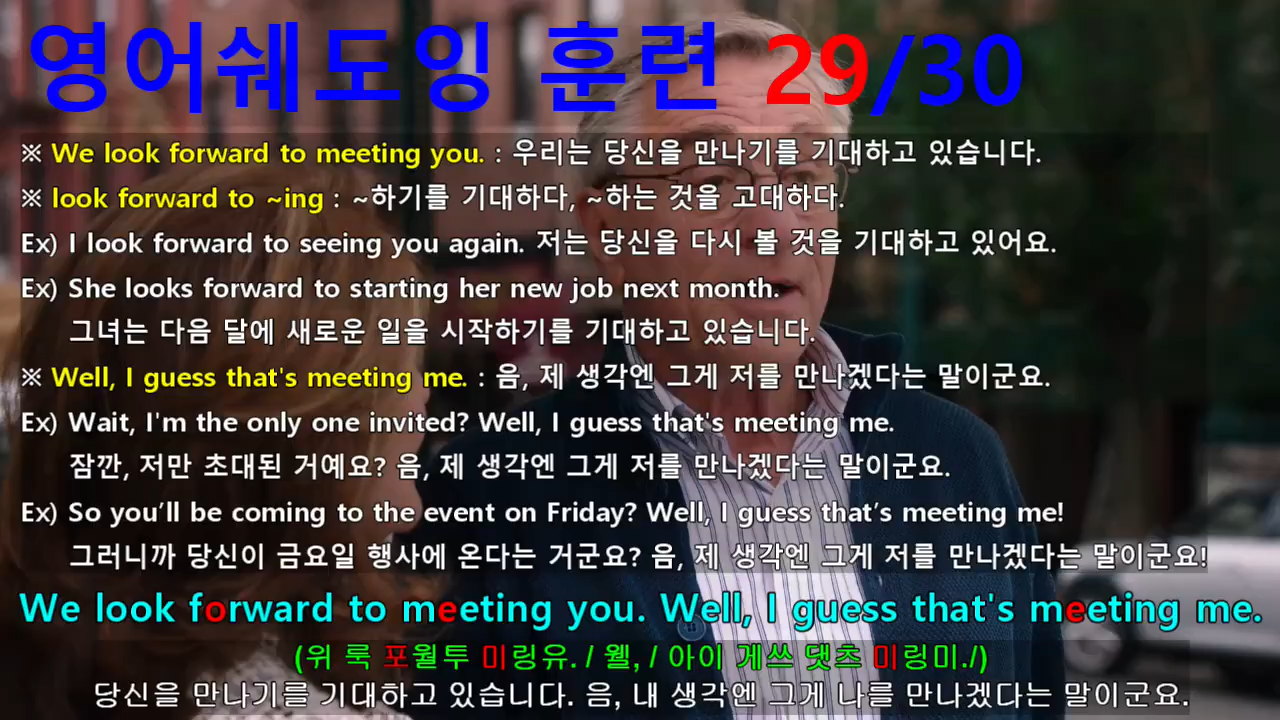 영어쉐도잉 훈련 29/30
※ We look forward to meeting you. : 우리는 당신을 만나기를 기대하고 있습니다.
※ look forward to ~ing : ~하기를 기대하다, ~하는 것을 고대하다.
Ex) I look forward to seeing you again. 저는 당신을 다시 볼 것을 기대하고 있어요.
Ex) She looks forward to starting her new job next month.
그녀는 다음 달에 새로운 일을 시작하기를 기대하고 있습니다.
※ Well, I guess that's meeting me. : 음, 제 생각엔 그게 저를 만나겠다는 말이군요.
Ex) Wait, I'm the only one invited? Well, I guess that's meeting me.
잠깐, 저만 초대된 거예요? 음, 제 생각엔 그게 저를 만나겠다는 말이군요.
Ex) So you’ll be coming to the event on Friday? Well, I guess that’s meeting me!
그러니까 당신이 금요일 행사에 온다는 거군요? 음, 제 생각엔 그게 저를 만나겠다는 말이군요!
We look forward to meeting you. Well, I guess that's meeting me.
(위 룩 포월투 미링유. / 웰, / 아이 게쓰 댓츠 미링미./)
당신을 만나기를 기대하고 있습니다. 음, 내 생각엔 그게 나를 만나겠다는 말이군요.